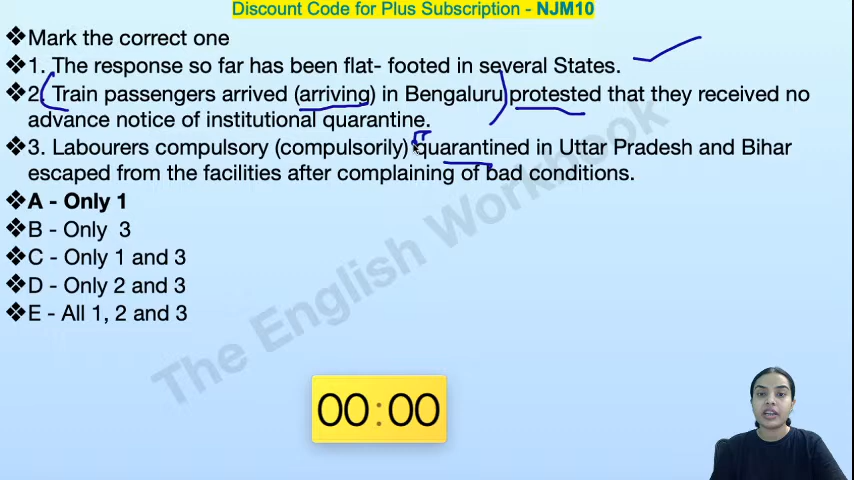 Discount Code for Plus Subscription - NJM10
❖Mark the correct one
❖1. The response so far has been flat- footed in several States.
❖2. Train passengers arrived (arriving) in Bengaluru protested that they received no
advance notice of institutional quarantine.
❖3. Labourers compulsory (compulsorily) quarantined in Uttar Pradesh and Bihar
escaped from the facilities after complaining of bad conditions.
❖A - Only 1
❖B - Only 3
❖C - Only 1 and 3
❖D - Only 2 and 3
❖E - All 1, 2 and 3
The English Workbook
00:00